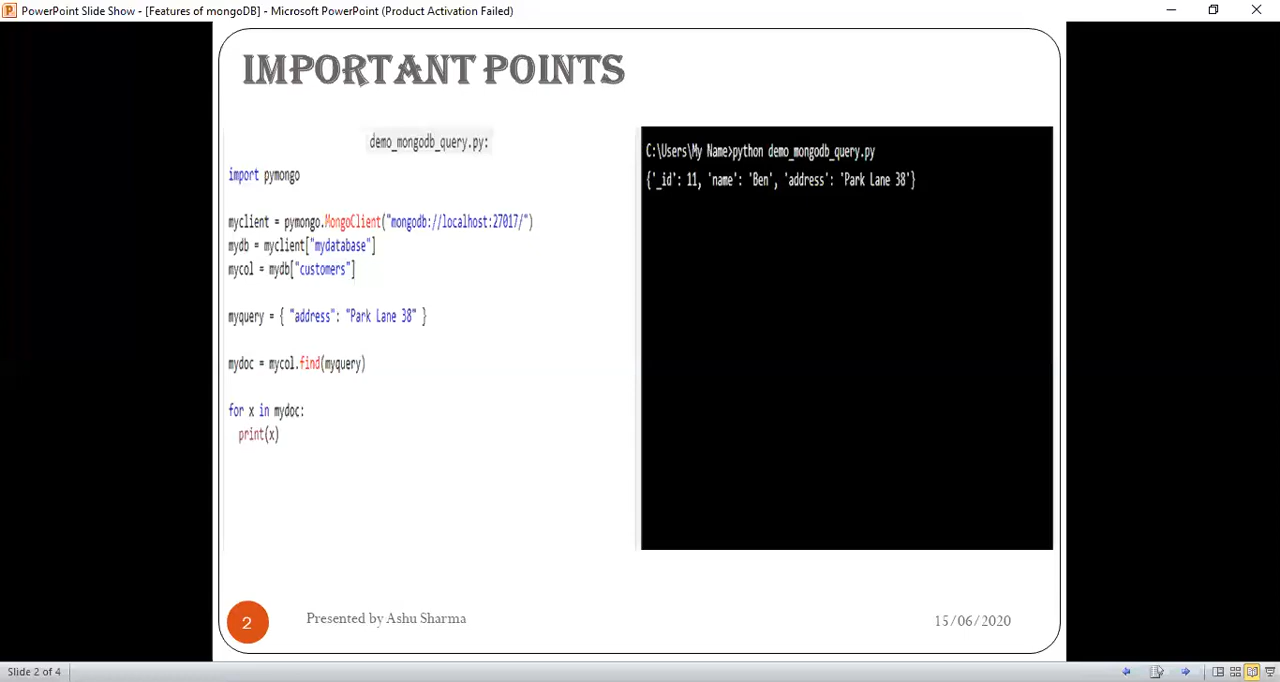 PowerPoint Slide Show - [Features of mongoDB] - Microsoft PowerPoint (Product Activation Failed)
IMPORTANT POINTS
demo_mongodb_query.py:
import pymongo
myclient = pymongo.MongoClient("mongodb://localhost:27017/")
mydb = myclient["mydatabase"]
mycol = mydb["customers"]
myquery = { "address": "Park Lane 38" }
mydoc = mycol.find(myquery)
for x in mydoc:
  print(x)
C:\Users\My Name>python demo_mongodb_query.py
{'_id': 11, 'name': 'Ben', 'address': 'Park Lane 38'}
2
Presented by Ashu Sharma
15/06/2020
Slide 2 of 4